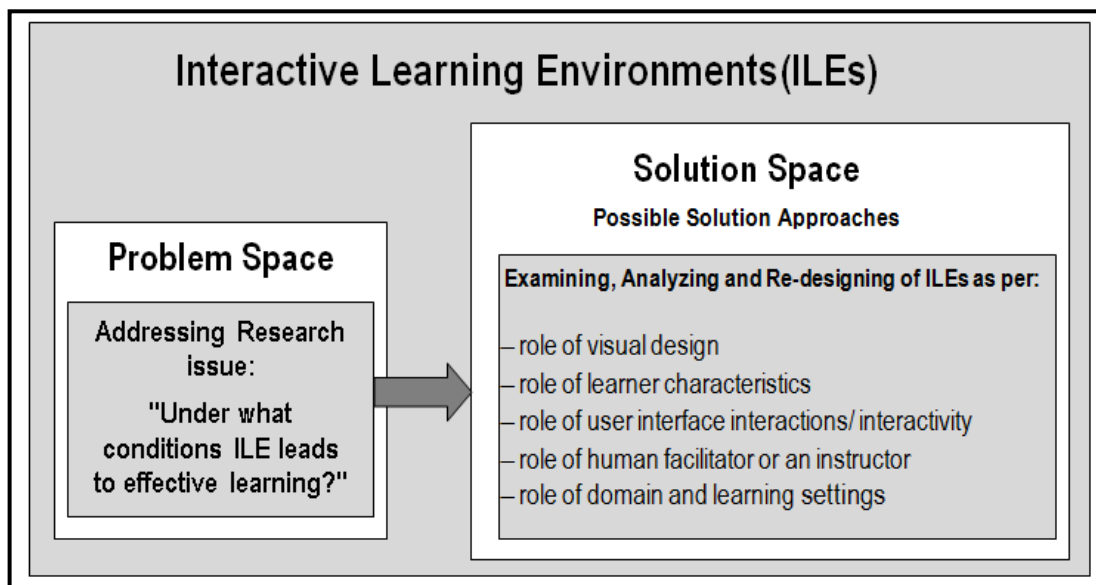 Interactive Learning Environments(ILEs)
Problem Space
Addressing Research
issue:
"Under what
conditions ILE leads
to effective learning?"
Solution Space
Possible Solution Approaches
Examining, Analyzing and Re-designing of ILEs as per:
– role of visual design
– role of learner characteristics
– role of user interface interactions/ interactivity
– role of human facilitator or an instructor
– role of domain and learning settings